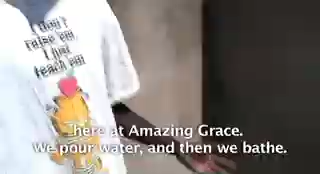 I don't
raise 'em
I just
teach 'em
here at Amazing Grace.
We pour water, and then we bathe.